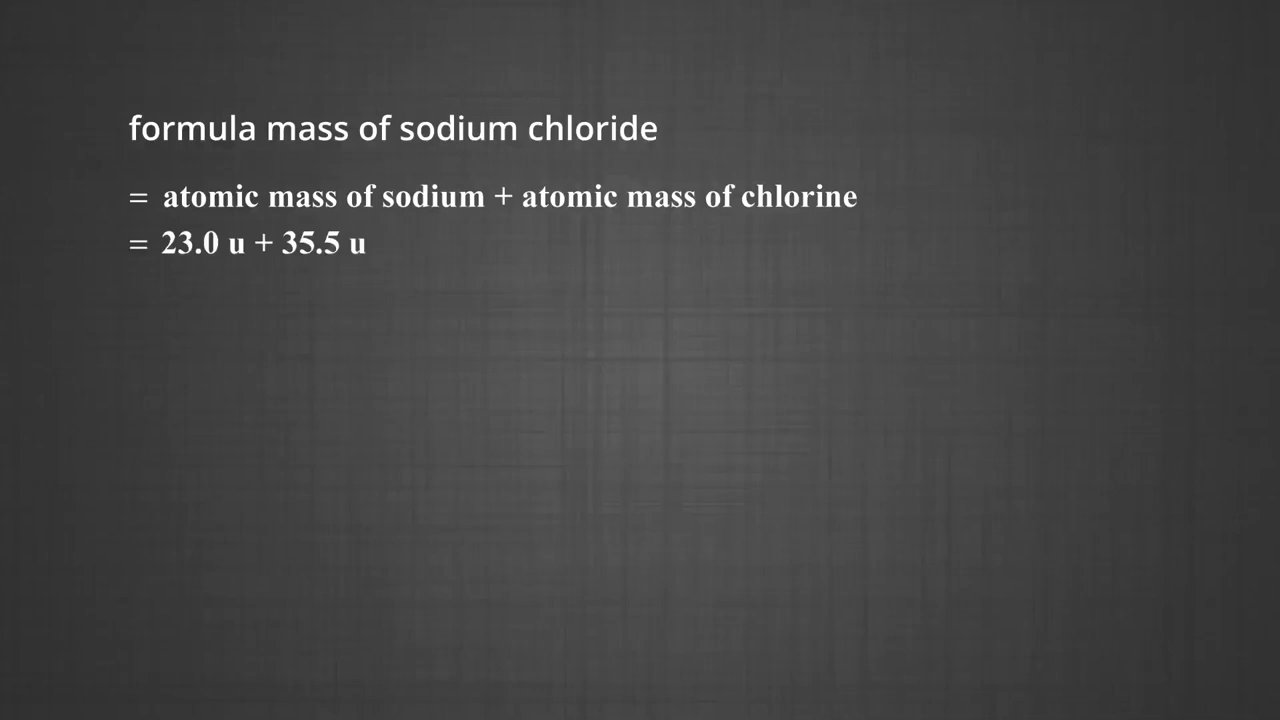 formula mass of sodium chloride
= atomic mass of sodium + atomic mass of chlorine
= 23.0 u + 35.5 u